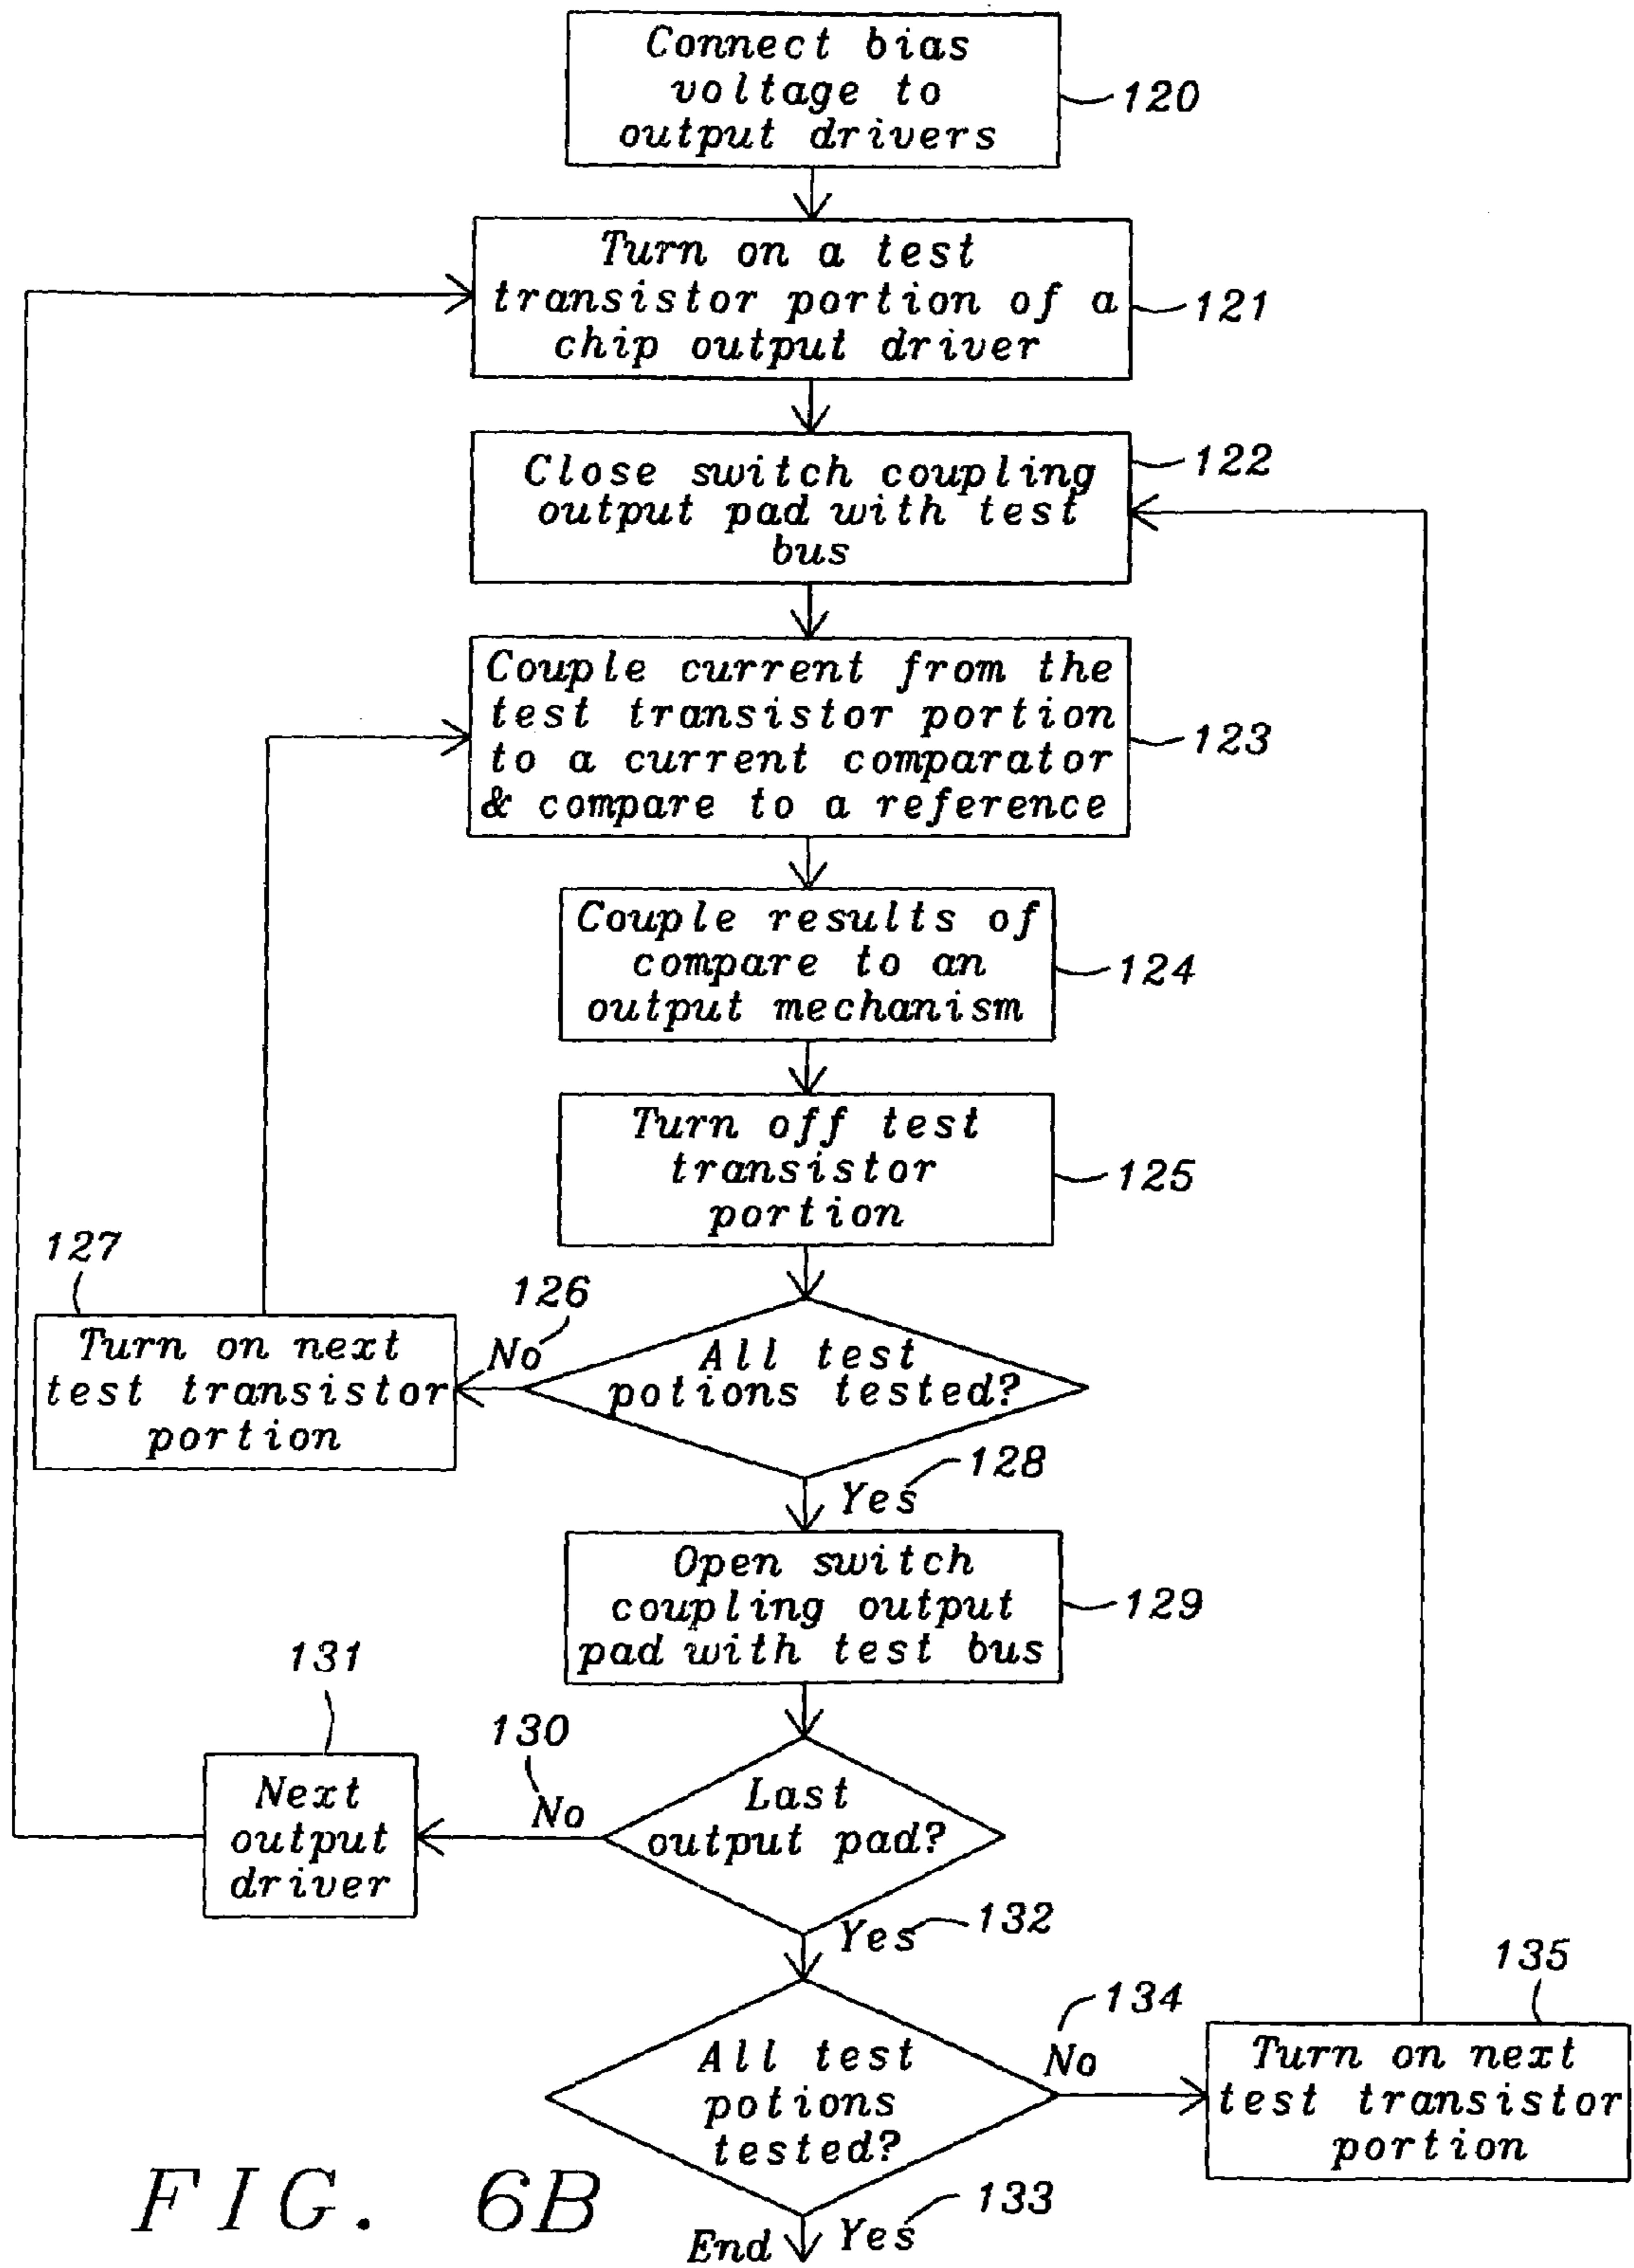 Connect bias
voltage to
output drivers
120
Turn on a test
transistor portion of a
chip output driver
121
Close switch coupling
output pad with test
bus
122
Couple current from the
test transistor portion
to a current comparator
& compare to a reference
123
Couple results of
compare to an
output mechanism
124
Turn off test
transistor
portion
125
127
Turn on next
test transistor
portion
126
No
All test
potions tested?
128
Yes
Open switch
coupling output
pad with test bus
129
131
Next
output
driver
130
No
Last
output pad?
132
Yes
All test
potions
tested?
134
No
135
Turn on next
test transistor
portion
133
Yes
End
FIG. 6B